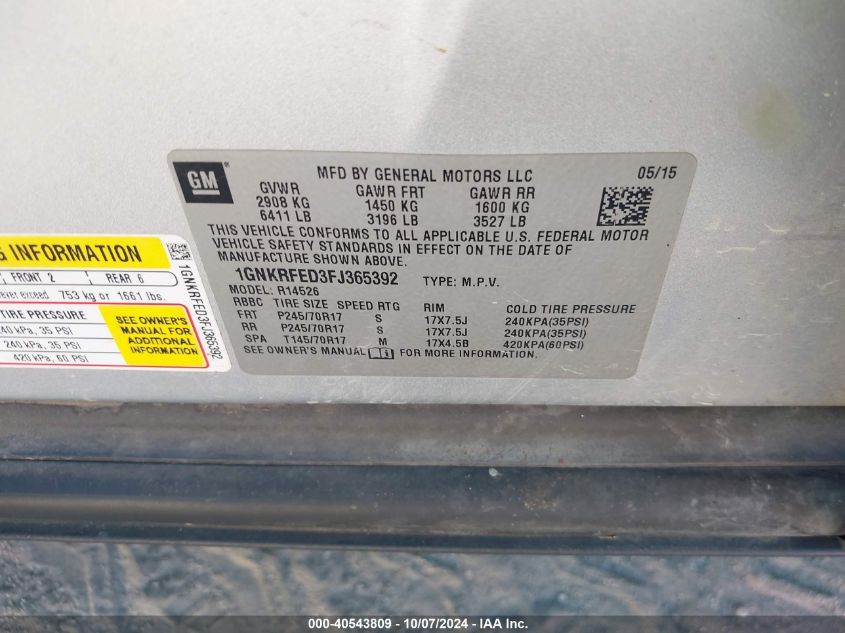 GM ®
MFD BY GENERAL MOTORS LLC 05/15
GVWR GAWR FRT GAWR RR
2908 KG 1450 KG 1600 KG
6411 LB 3196 LB 3527 LB
THIS VEHICLE CONFORMS TO ALL APPLICABLE U.S. FEDERAL MOTOR
VEHICLE SAFETY STANDARDS IN EFFECT ON THE DATE OF
MANUFACTURE SHOWN ABOVE.
1GNKRFED3FJ365392 TYPE: M.P.V.
MODEL: R14526
RBBC TIRE SIZE SPEED RTG RIM COLD TIRE PRESSURE
FRT P245/70R17 S 17X7.5J 240KPA(35PSI)
RR P245/70R17 S 17X7.5J 240KPA(35PSI)
SPA T145/70R17 M 17X4.5B 420KPA(60PSI)
SEE OWNER'S MANUAL FOR MORE INFORMATION.
G INFORMATION
FRONT 2 REAR 6
ever exceed 753 kg or 1661 lbs.
TIRE PRESSURE
240 kPa, 35 PSI
240 kPa, 35 PSI
420 kPa, 60 PSI
SEE OWNER'S
MANUAL FOR
ADDITIONAL
INFORMATION
1GNKRFED3FJ365392
000-40543809 - 10/07/2024 - IAA Inc.